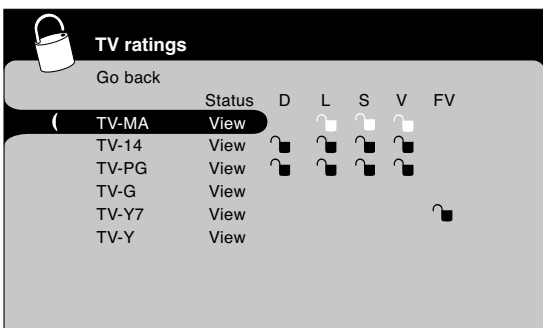 TV ratings
Go back
Status D L S V FV
TV-MA View
TV-14 View
TV-PG View
TV-G View
TV-Y7 View
TV-Y View